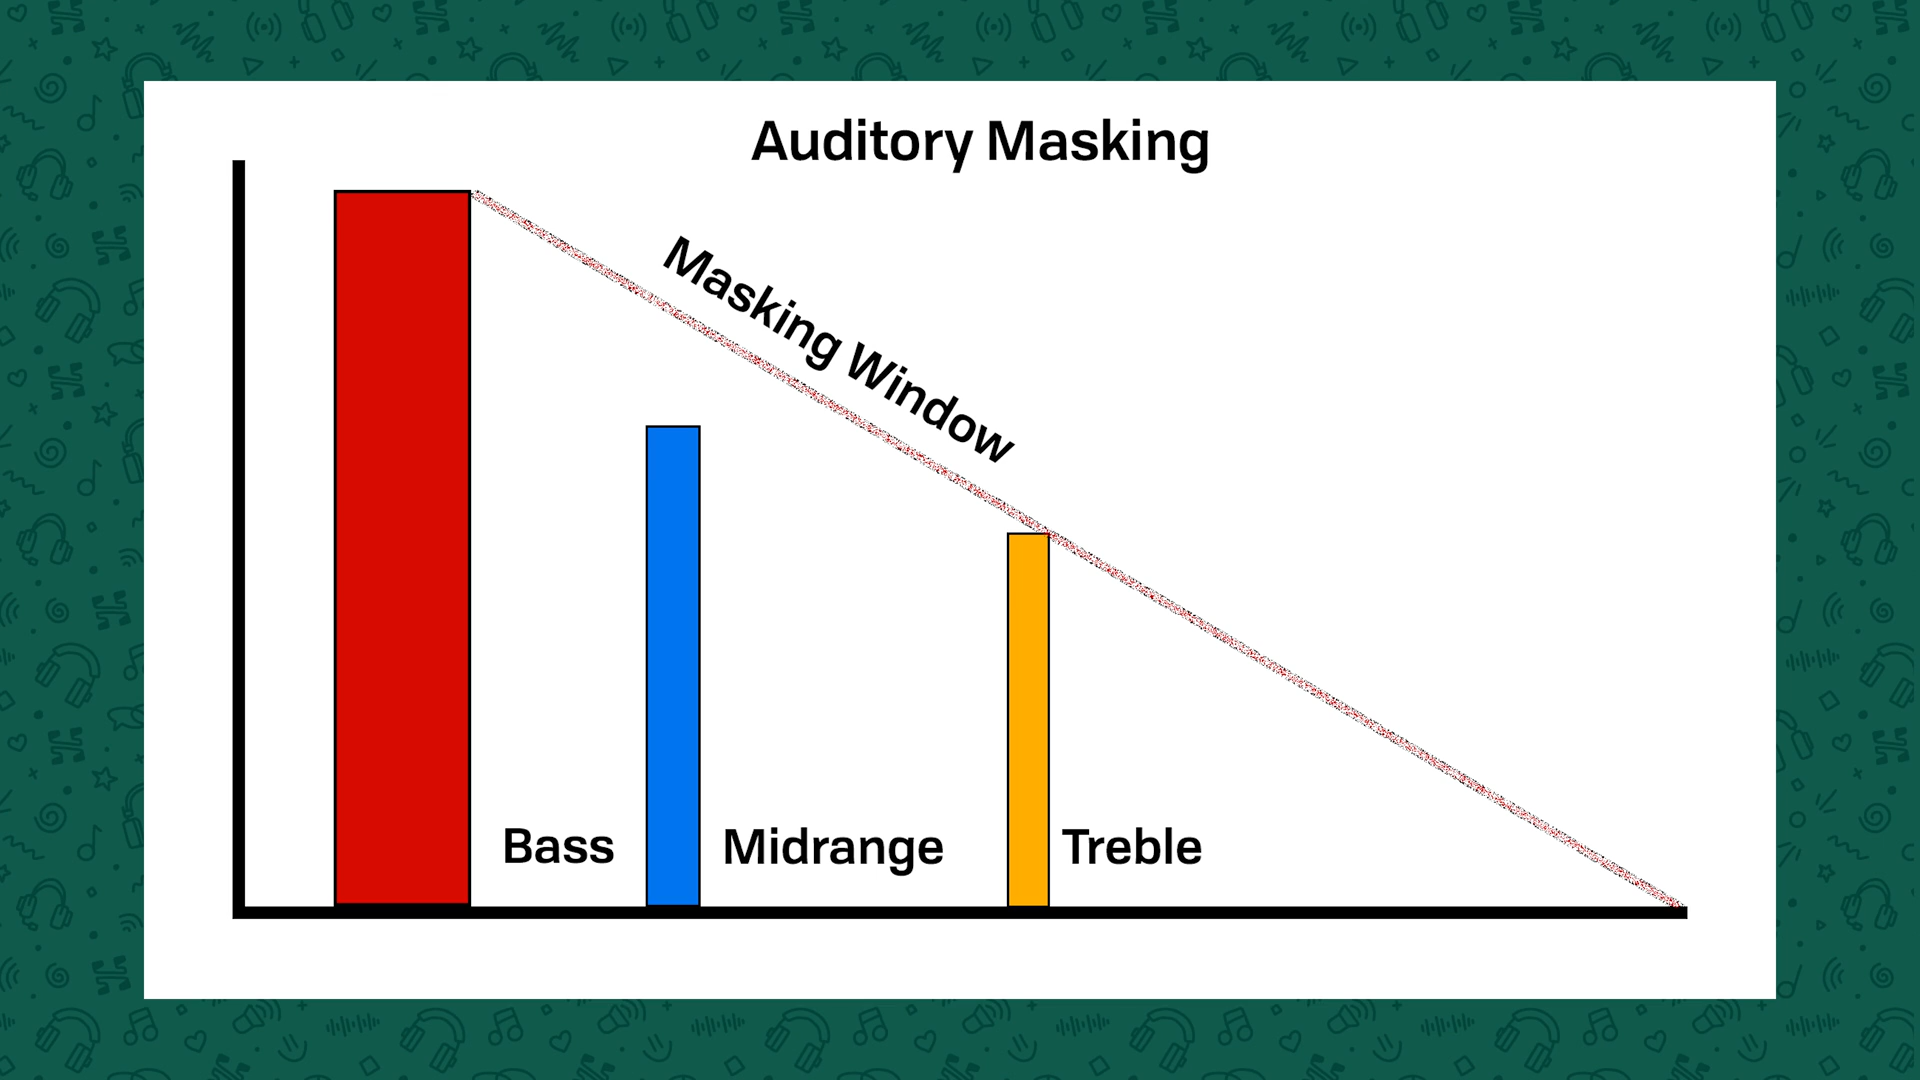 Auditory Masking
Masking Window
Bass
Midrange
Treble